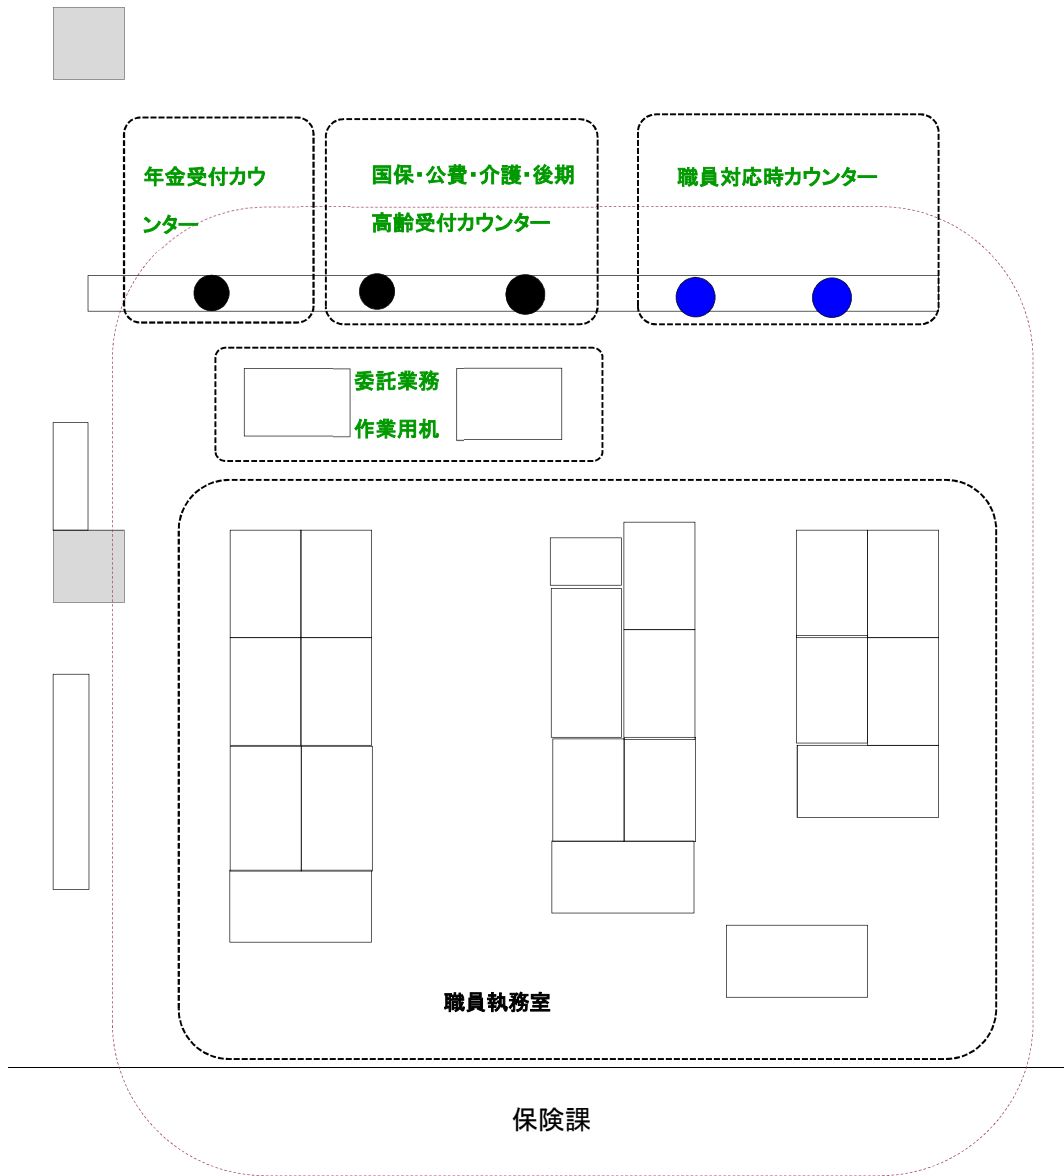 年金受付カウ
ンター
国保・公費・介護・後期
高齢受付カウンター
職員対応時カウンター
委託業務
作業用机
職員執務室
保険課